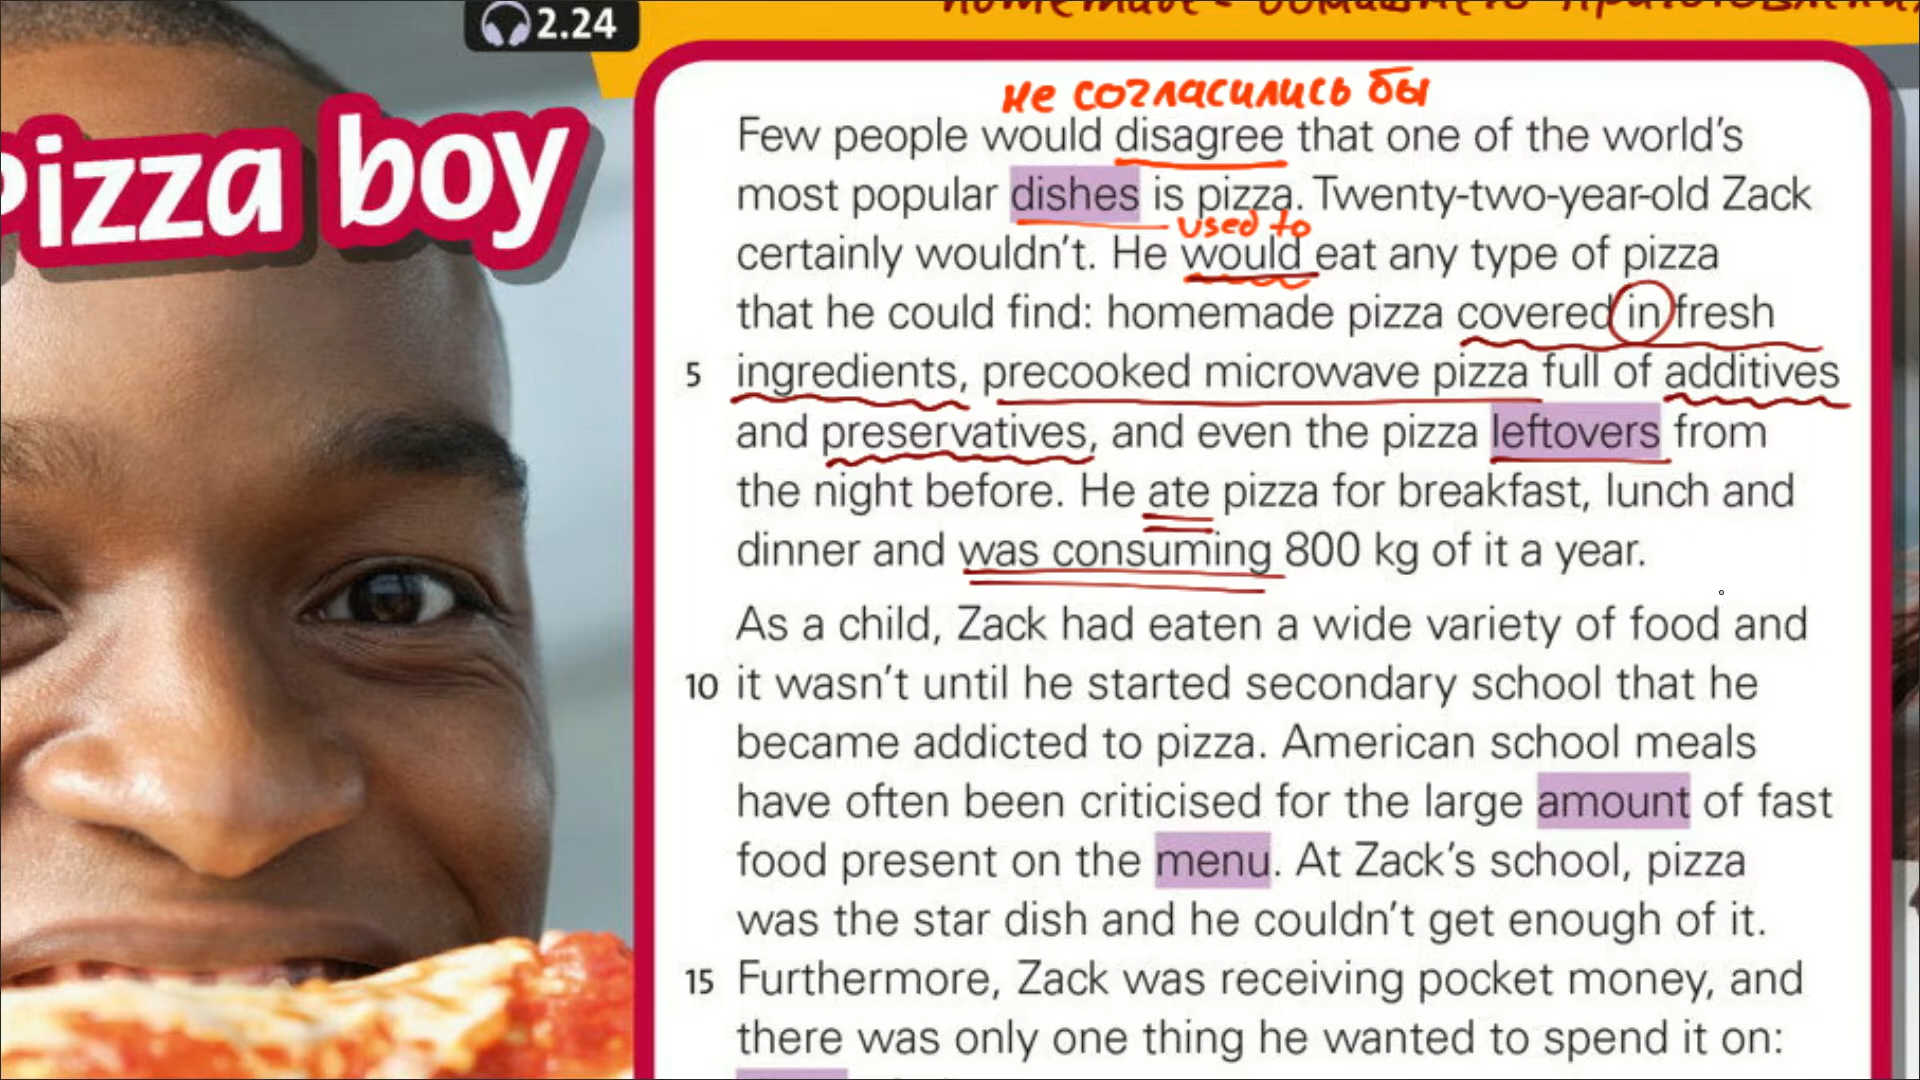 2.24
homemade - домашнего приготовления
Pizza boy
не согласились бы
Few people would disagree that one of the world's
most popular dishes is pizza. Twenty-two-year-old Zack
used to
certainly wouldn't. He would eat any type of pizza
that he could find: homemade pizza covered in fresh
5 ingredients, precooked microwave pizza full of additives
and preservatives, and even the pizza leftovers from
the night before. He ate pizza for breakfast, lunch and
dinner and was consuming 800 kg of it a year.
As a child, Zack had eaten a wide variety of food and
10 it wasn't until he started secondary school that he
became addicted to pizza. American school meals
have often been criticised for the large amount of fast
food present on the menu. At Zack's school, pizza
was the star dish and he couldn't get enough of it.
15 Furthermore, Zack was receiving pocket money, and
there was only one thing he wanted to spend it on: